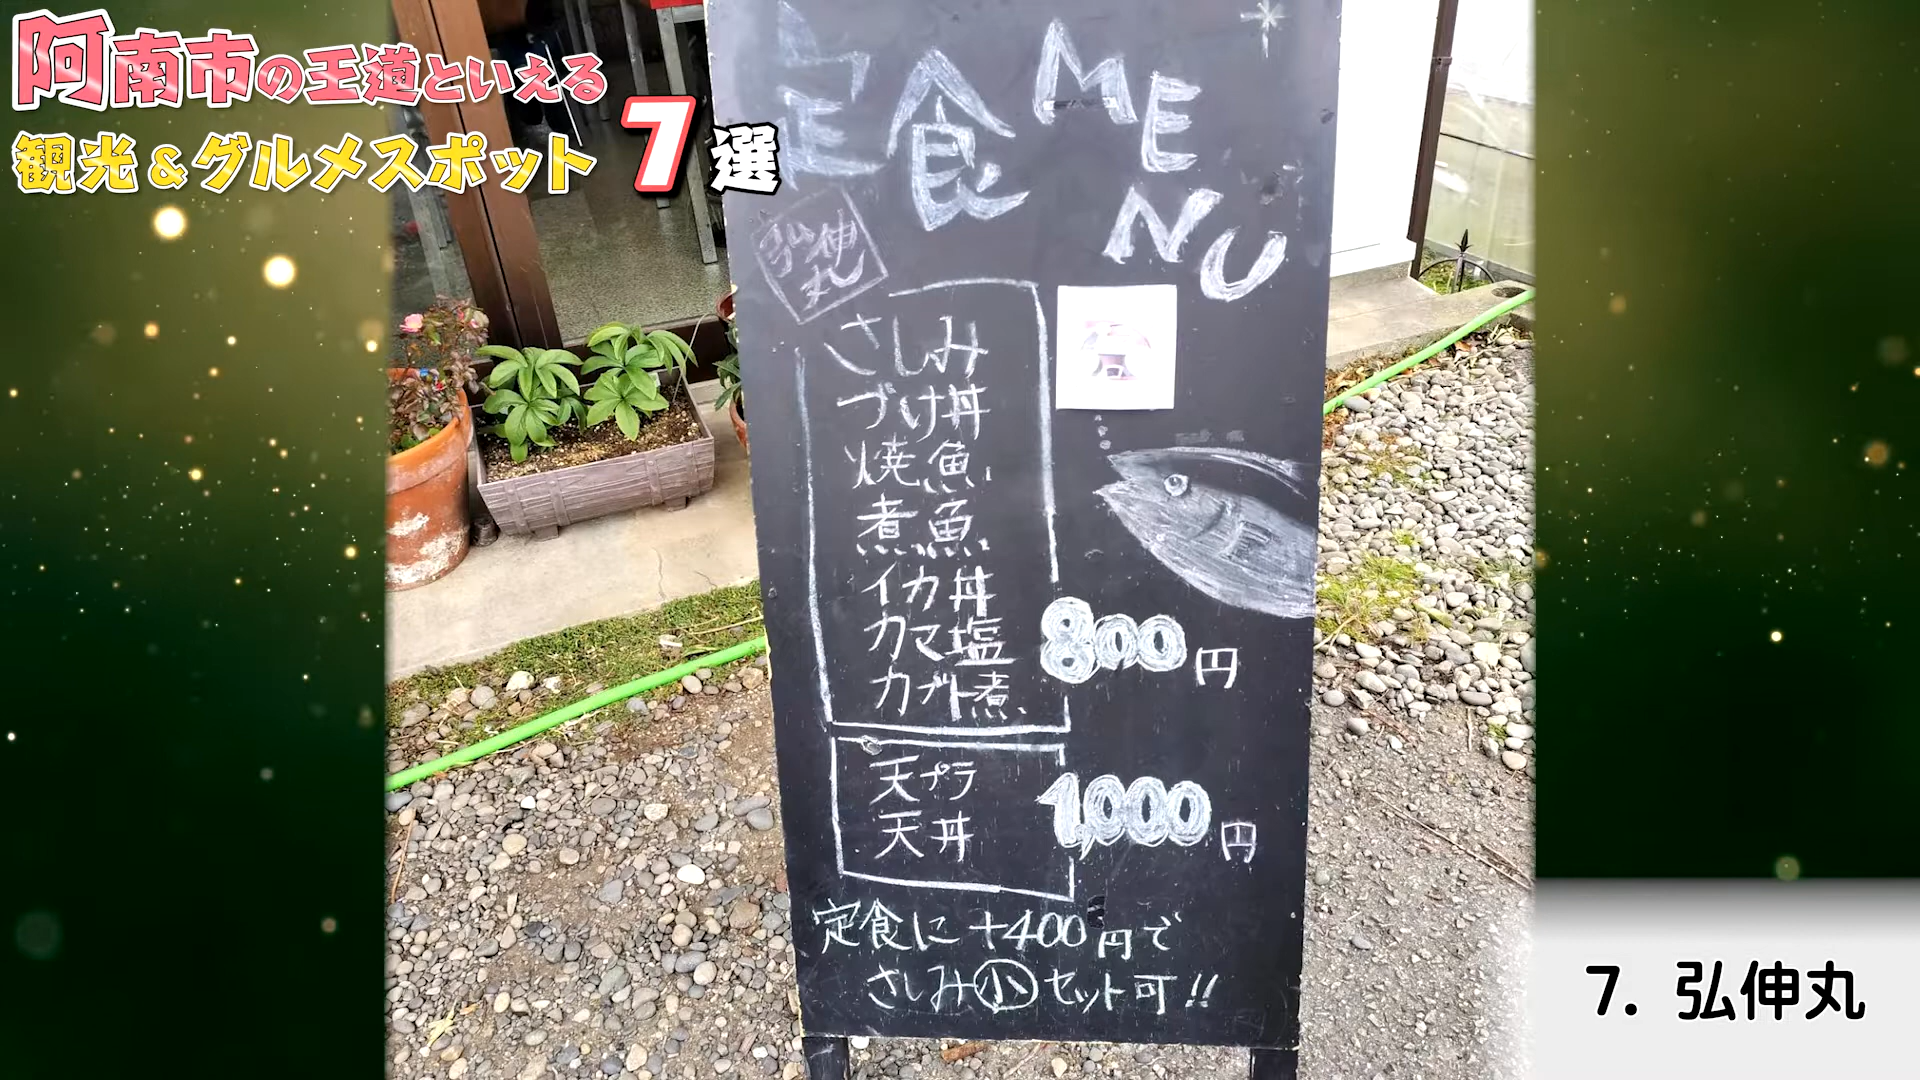 阿南市の王道といえる
観光&グルメスポット7選
定食 MENU
弘伸丸
さしみ
づけ丼
焼魚
煮魚
イカ丼
カマ塩
カブト煮
800円
天プラ
天丼
1,000円
定食に+400円で
さしみ小セット可!!
7. 弘伸丸